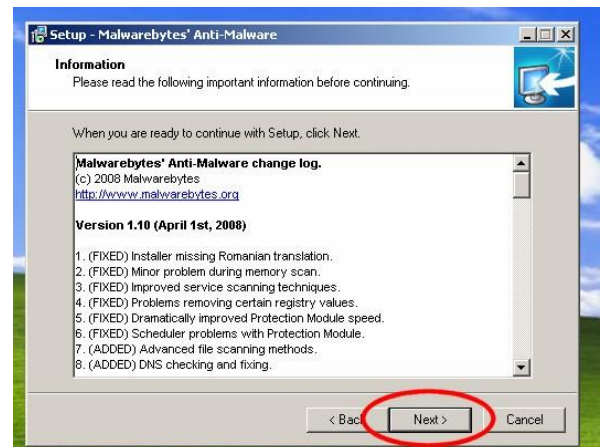 Setup - Malwarebytes' Anti-Malware
Information
Please read the following important information before continuing.
When you are ready to continue with Setup, click Next.
Malwarebytes' Anti-Malware change log.
(c) 2008 Malwarebytes
http://www.malwarebytes.org
Version 1.10 (April 1st, 2008)
1. (FIXED) Installer missing Romanian translation.
2. (FIXED) Minor problem during memory scan.
3. (FIXED) Improved service scanning techniques.
4. (FIXED) Problems removing certain registry values.
5. (FIXED) Dramatically improved Protection Module speed.
6. (FIXED) Scheduler problems with Protection Module.
7. (ADDED) Advanced file scanning methods.
8. (ADDED) DNS checking and fixing.
< Back Next > Cancel